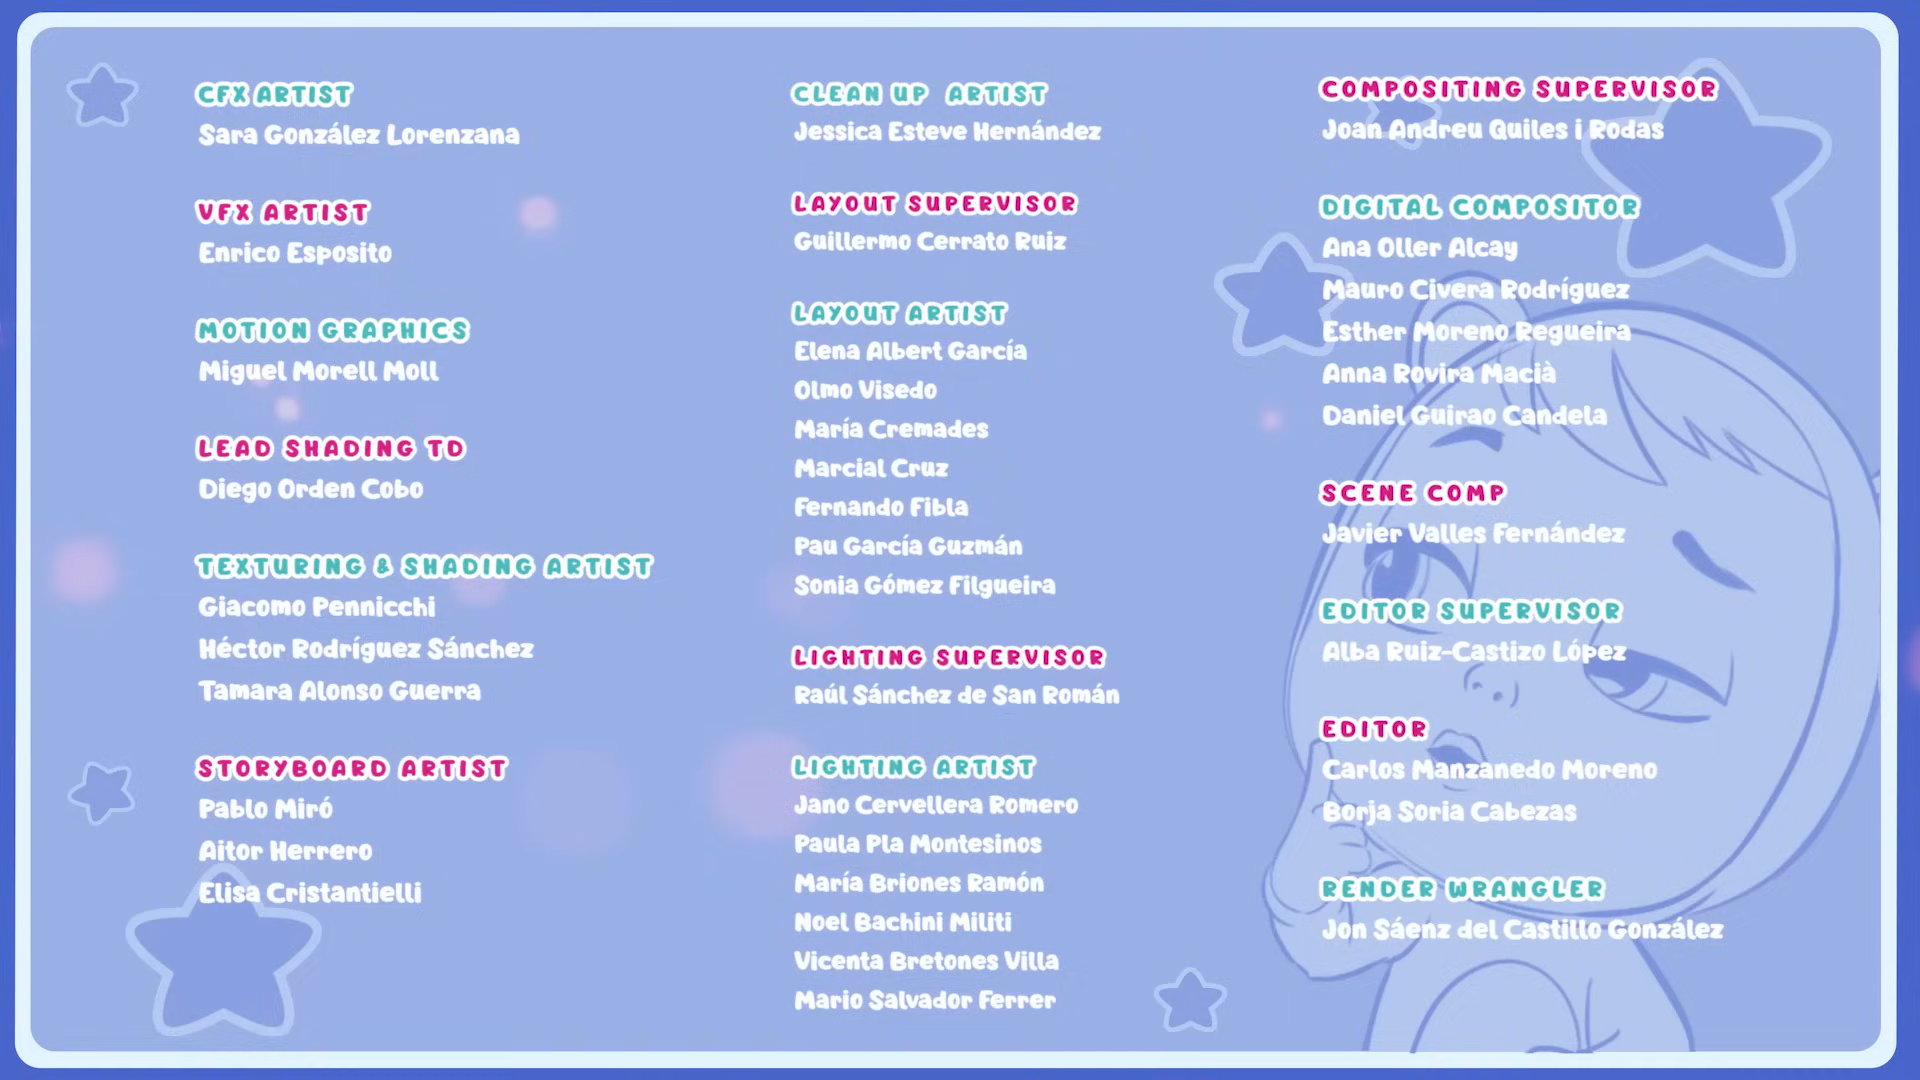 CFX ARTIST
Sara González Lorenzana
VFX ARTIST
Enrico Esposito
MOTION GRAPHICS
Miguel Morell Moll
LEAD SHADING TD
Diego Orden Cobo
TEXTURING & SHADING ARTIST
Giacomo Pennicchi
Héctor Rodríguez Sánchez
Tamara Alonso Guerra
STORYBOARD ARTIST
Pablo Miró
Aitor Herrero
Elisa Cristantielli
CLEAN UP ARTIST
Jessica Esteve Hernández
LAYOUT SUPERVISOR
Guillermo Cerrato Ruiz
LAYOUT ARTIST
Elena Albert García
Olmo Visedo
María Cremades
Marcial Cruz
Fernando Fibla
Pau García Guzmán
Sonia Gómez Filgueira
LIGHTING SUPERVISOR
Raúl Sánchez de San Román
LIGHTING ARTIST
Jano Cervellera Romero
Paula Pla Montesinos
María Briones Ramón
Noel Bachini Militi
Vicenta Bretones Villa
Mario Salvador Ferrer
COMPOSITING SUPERVISOR
Joan Andreu Quiles i Rodas
DIGITAL COMPOSITOR
Ana Oller Alcay
Mauro Civera Rodríguez
Esther Moreno Regueira
Anna Rovira Macià
Daniel Guirao Candela
SCENE COMP
Javier Valles Fernández
EDITOR SUPERVISOR
Alba Ruiz-Castizo López
EDITOR
Carlos Manzanedo Moreno
Borja Soria Cabezas
RENDER WRANGLER
Jon Sáenz del Castillo González